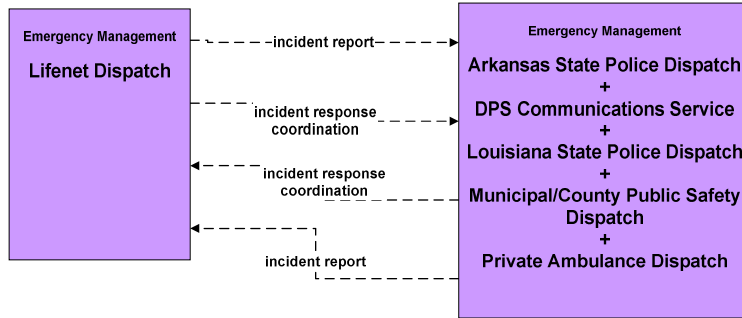 Emergency Management
Lifenet Dispatch
incident report
incident response
coordination
incident response
coordination
incident report
Emergency Management
Arkansas State Police Dispatch
+
DPS Communications Service
+
Louisiana State Police Dispatch
+
Municipal/County Public Safety
Dispatch
+
Private Ambulance Dispatch